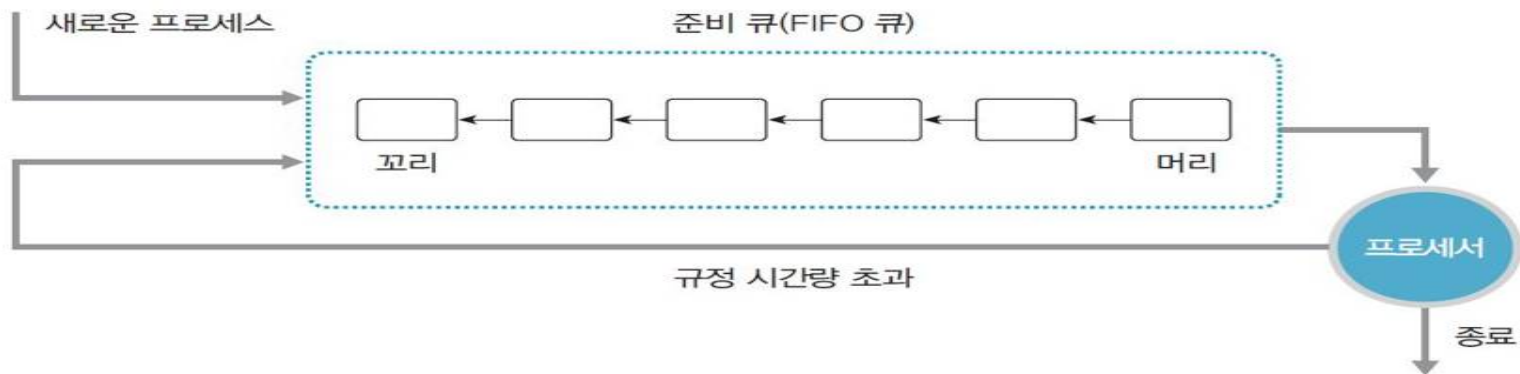 새로운 프로세스
준비 큐(FIFO 큐)
꼬리
머리
프로세서
규정 시간량 초과
종료